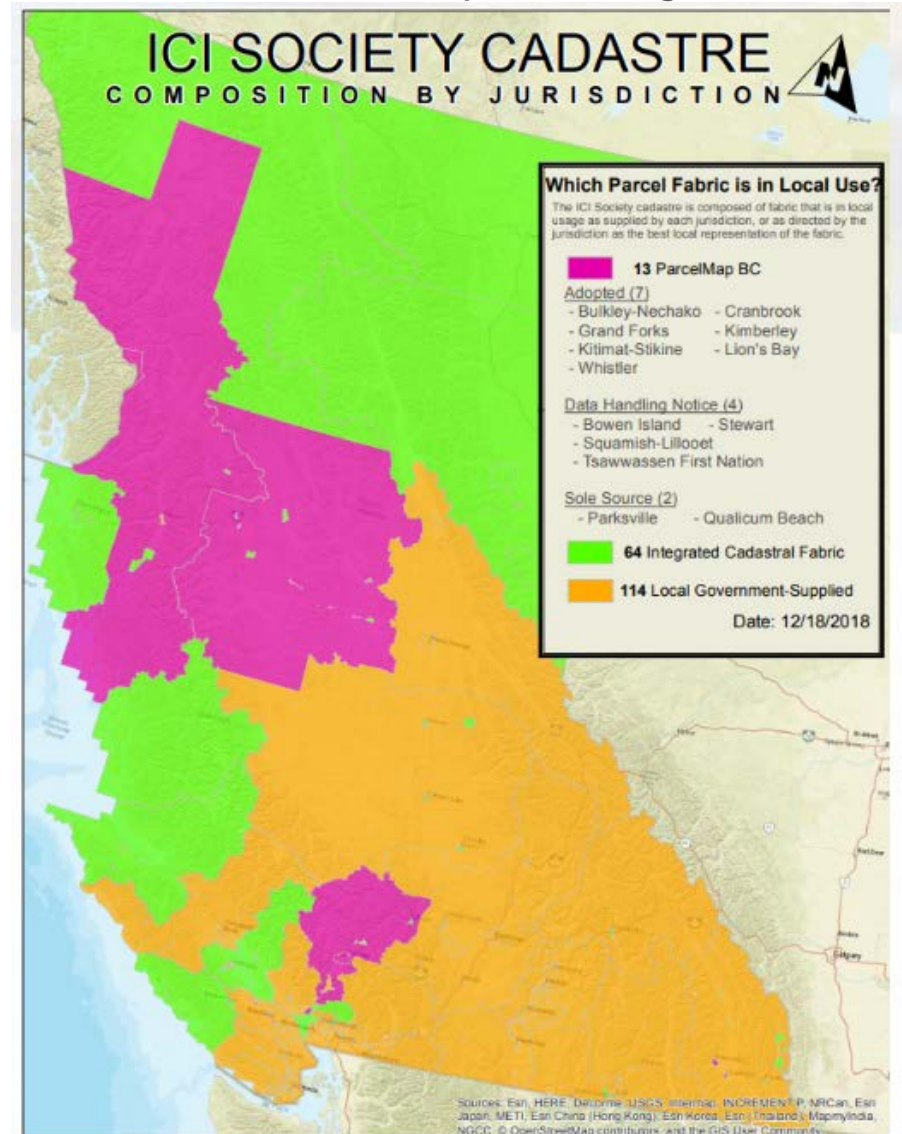 ICI SOCIETY CADASTRE
COMPOSITION BY JURISDICTION
N
Which Parcel Fabric is in Local Use?
The ICI Society cadastre is composed of fabric that is in local
usage as supplied by each jurisdiction, or as directed by the
jurisdiction as the best local representation of the fabric.
13 ParcelMap BC
Adopted (7)
- Bulkley-Nechako - Cranbrook
- Grand Forks - Kimberley
- Kitimat-Stikine - Lion's Bay
- Whistler
Data Handling Notice (4)
- Bowen Island - Stewart
- Squamish-Lillooet
- Tsawwassen First Nation
Sole Source (2)
- Parksville - Qualicum Beach
64 Integrated Cadastral Fabric
114 Local Government-Supplied
Date: 12/18/2018
Calgary
Sources: Esri, HERE, DeLorme, USGS, Intermap, INCREMENT P, NRCan, Esri
Japan, METI, Esri China (Hong Kong), Esri Korea, Esri (Thailand), MapmyIndia,
NGCC, © OpenStreetMap contributors, and the GIS User Community